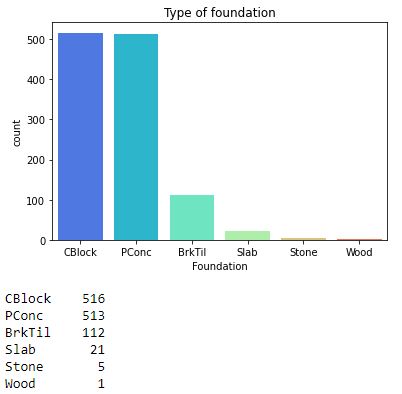 Type of foundation
500
400
300
200
100
0
count
CBlock PConc BrkTil Slab Stone Wood
Foundation
CBlock 516
PConc 513
BrkTil 112
Slab 21
Stone 5
Wood 1